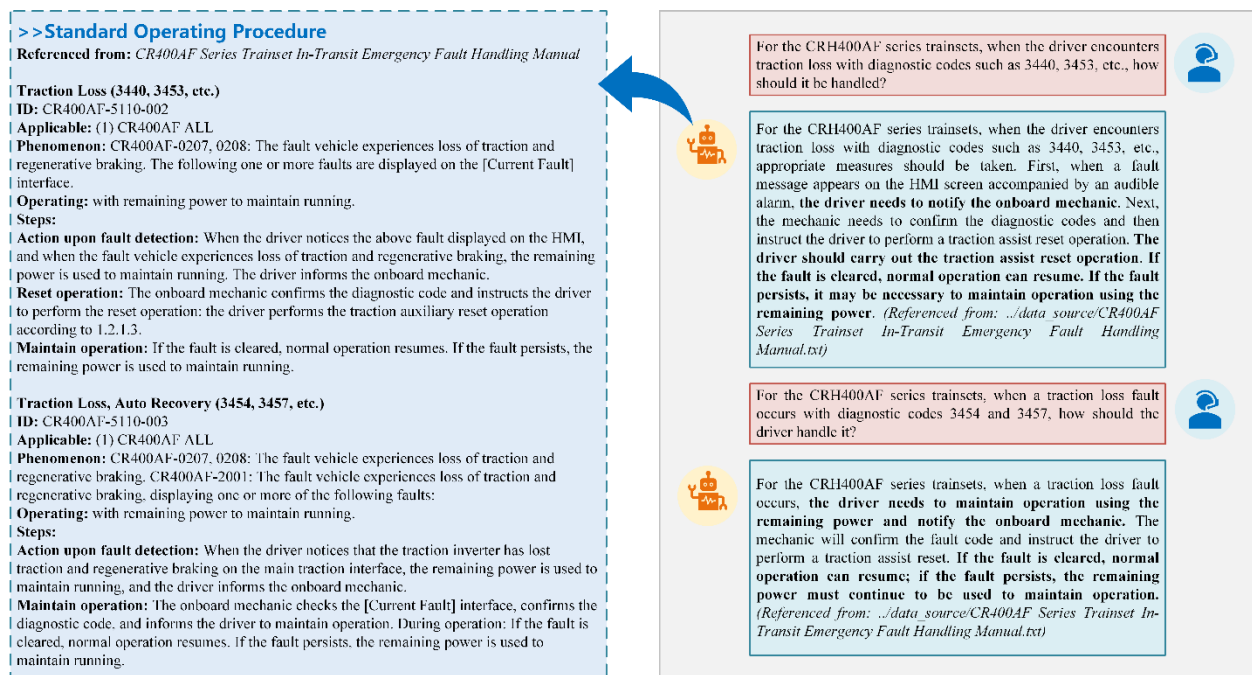 >>Standard Operating Procedure
Referenced from: CR400AF Series Trainset In-Transit Emergency Fault Handling Manual
Traction Loss (3440, 3453, etc.)
ID: CR400AF-5110-002
Applicable: (1) CR400AF ALL
Phenomenon: CR400AF-0207, 0208: The fault vehicle experiences loss of traction and
regenerative braking. The following one or more faults are displayed on the [Current Fault]
interface.
Operating: with remaining power to maintain running.
Steps:
Action upon fault detection: When the driver notices the above fault displayed on the HMI,
and when the fault vehicle experiences loss of traction and regenerative braking, the remaining
power is used to maintain running. The driver informs the onboard mechanic.
Reset operation: The onboard mechanic confirms the diagnostic code and instructs the driver
to perform the reset operation: the driver performs the traction auxiliary reset operation
according to 1.2.1.3.
Maintain operation: If the fault is cleared, normal operation resumes. If the fault persists, the
remaining power is used to maintain running.
Traction Loss, Auto Recovery (3454, 3457, etc.)
ID: CR400AF-5110-003
Applicable: (1) CR400AF ALL
Phenomenon: CR400AF-0207, 0208: The fault vehicle experiences loss of traction and
regenerative braking. CR400AF-2001: The fault vehicle experiences loss of traction and
regenerative braking, displaying one or more of the following faults:
Operating: with remaining power to maintain running.
Steps:
Action upon fault detection: When the driver notices that the traction inverter has lost
traction and regenerative braking on the main traction interface, the remaining power is used to
maintain running, and the driver informs the onboard mechanic.
Maintain operation: The onboard mechanic checks the [Current Fault] interface, confirms the
diagnostic code, and informs the driver to maintain operation. During operation: If the fault is
cleared, normal operation resumes. If the fault persists, the remaining power is used to
maintain running.
For the CRH400AF series trainsets, when the driver encounters
traction loss with diagnostic codes such as 3440, 3453, etc., how
should it be handled?
For the CRH400AF series trainsets, when the driver encounters
traction loss with diagnostic codes such as 3440, 3453, etc.,
appropriate measures should be taken. First, when a fault
message appears on the HMI screen accompanied by an audible
alarm, the driver needs to notify the onboard mechanic. Next,
the mechanic needs to confirm the diagnostic codes and then
instruct the driver to perform a traction assist reset operation. The
driver should carry out the traction assist reset operation. If
the fault is cleared, normal operation can resume. If the fault
persists, it may be necessary to maintain operation using the
remaining power. (Referenced from: ../data_source/CR400AF
Series Trainset In-Transit Emergency Fault Handling
Manual.txt)
For the CRH400AF series trainsets, when a traction loss fault
occurs with diagnostic codes 3454 and 3457, how should the
driver handle it?
For the CRH400AF series trainsets, when a traction loss fault
occurs, the driver needs to maintain operation using the
remaining power and notify the onboard mechanic. The
mechanic will confirm the fault code and instruct the driver to
perform a traction assist reset. If the fault is cleared, normal
operation can resume; if the fault persists, the remaining
power must continue to be used to maintain operation.
(Referenced from: ../data_source/CR400AF Series Trainset In-
Transit Emergency Fault Handling Manual.txt)